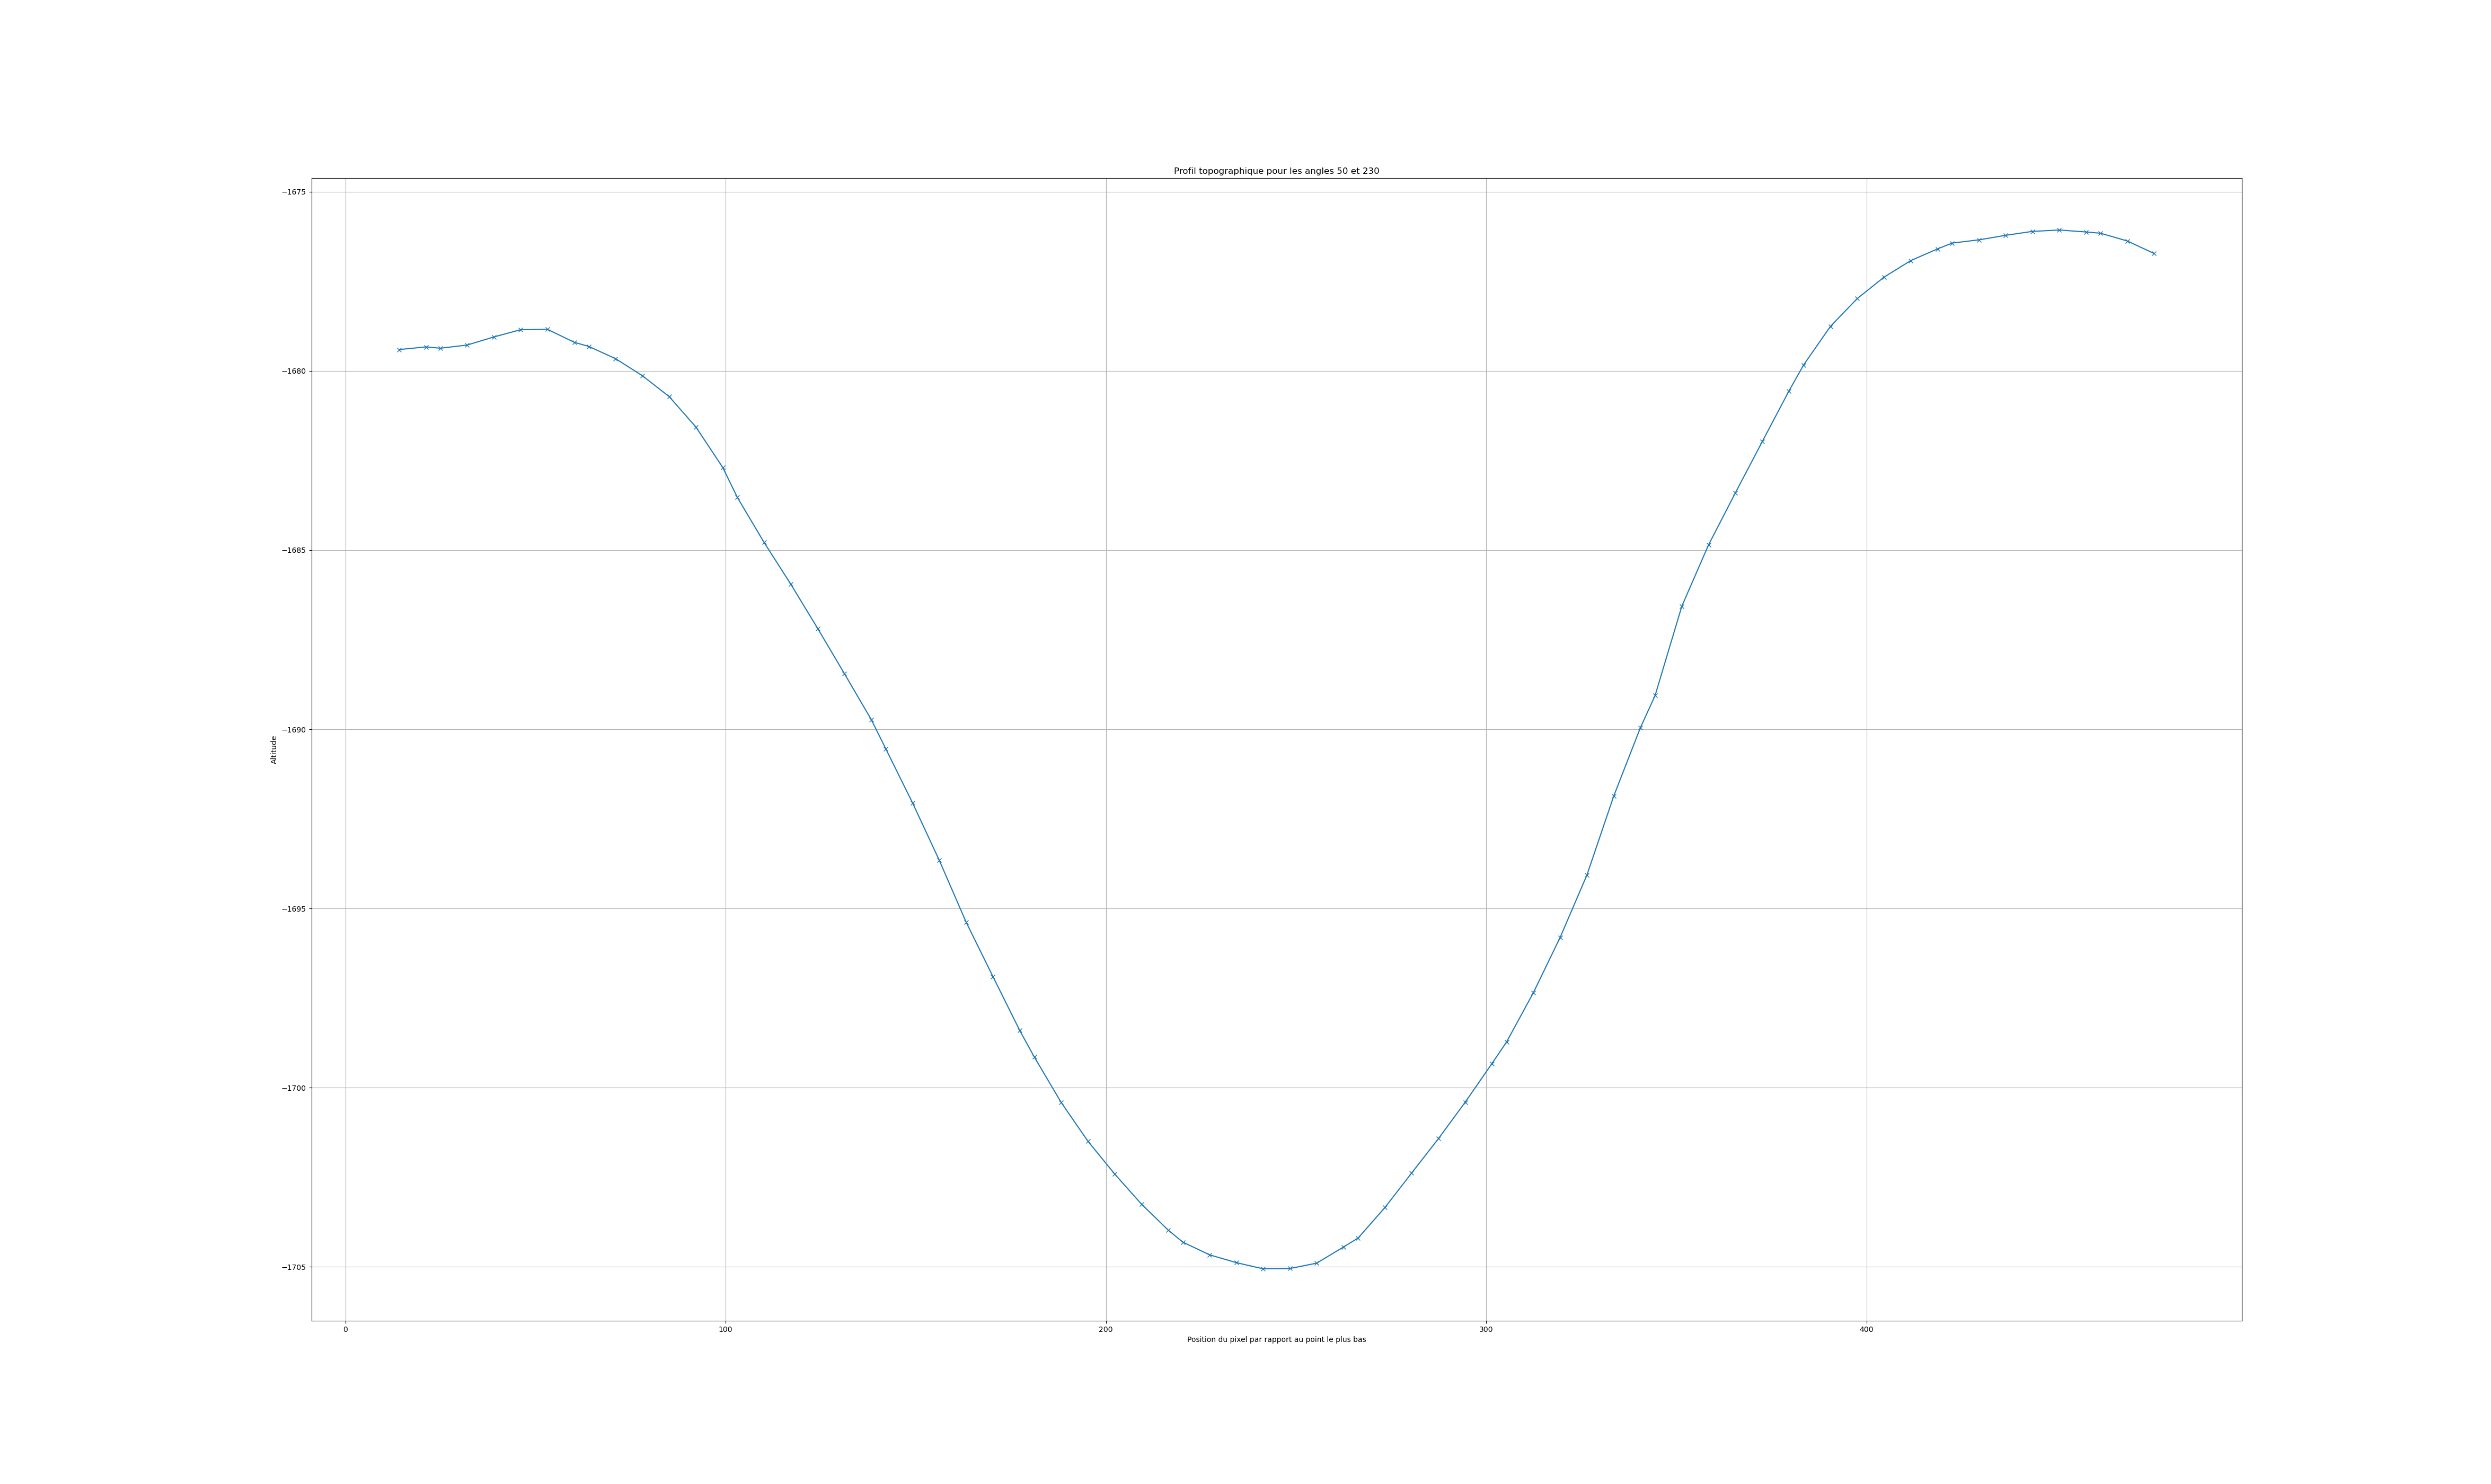 Profil topographique pour les angles 50 et 230
−1675
−1680
−1685
−1690
−1695
−1700
−1705
Altitude
0 100 200 300 400
Position du pixel par rapport au point le plus bas